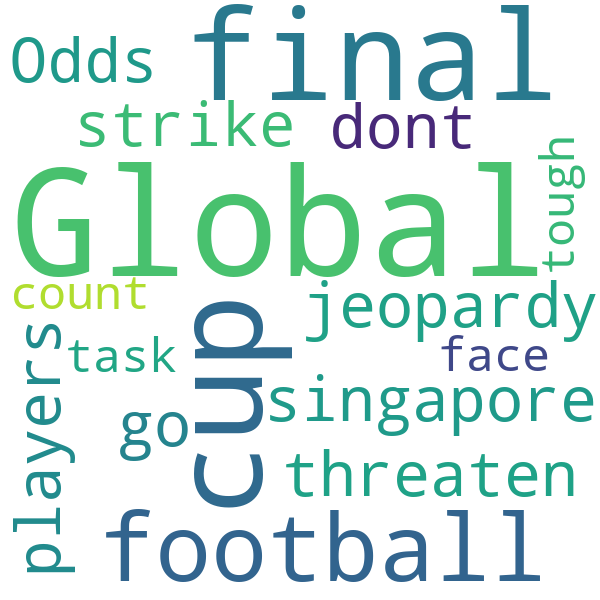 Odds
final
strike
dont
tough
Global
count
jeopardy
cup
players
task
face
singapore
go
threaten
football